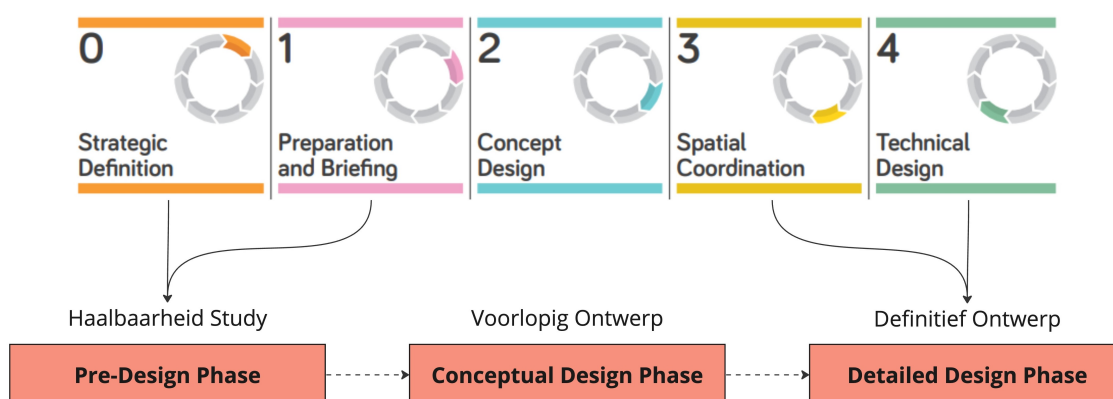 0
Strategic
Definition
1
Preparation
and Briefing
2
Concept
Design
3
Spatial
Coordination
4
Technical
Design
Haalbaarheid Study
Voorlopig Ontwerp
Definitief Ontwerp
Pre-Design Phase
Conceptual Design Phase
Detailed Design Phase